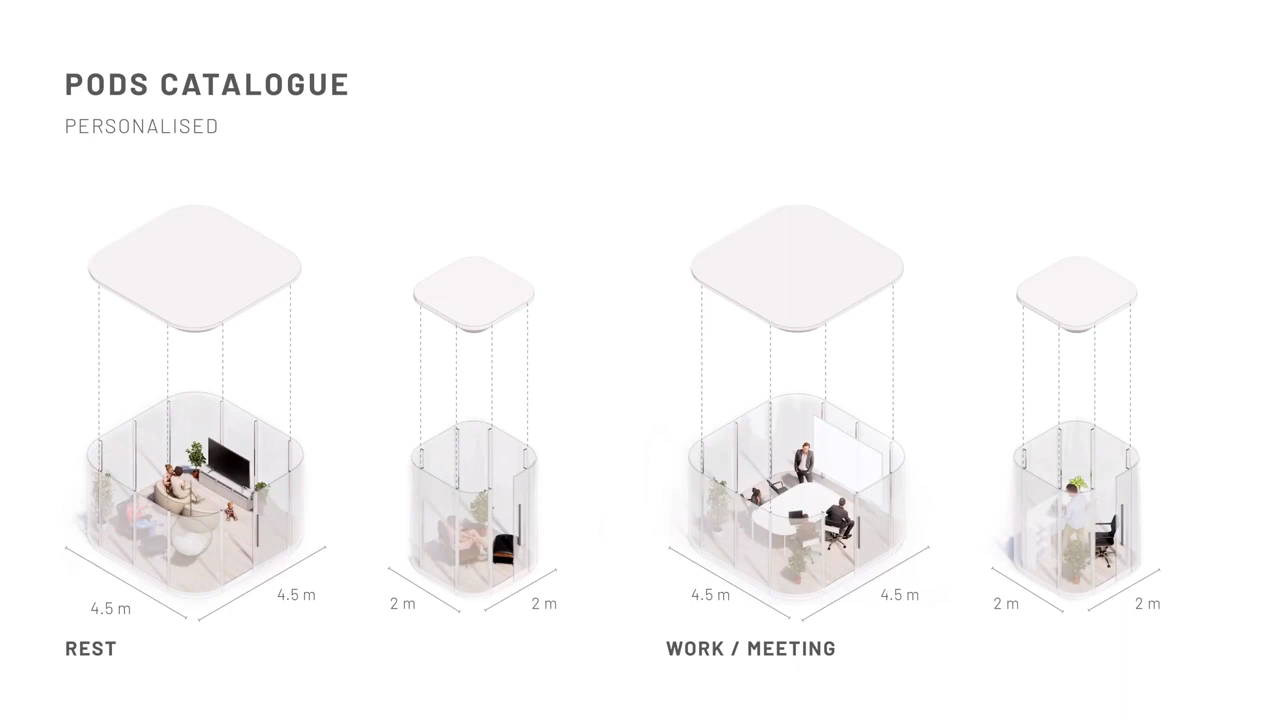 PODS CATALOGUE
PERSONALISED
4.5 m
4.5 m
2 m
2 m
4.5 m
4.5 m
2 m
2 m
REST
WORK / MEETING